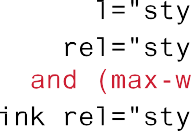 l="sty
rel="sty
and (max-w
ink rel="sty